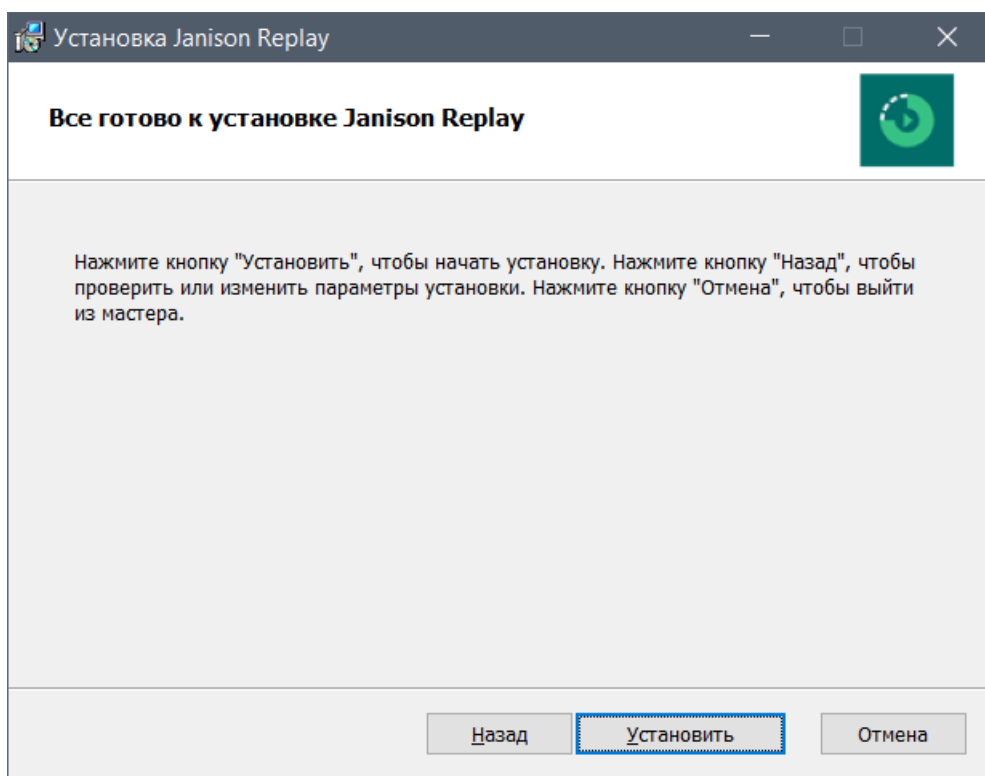 Установка Janison Replay
Все готово к установке Janison Replay
Нажмите кнопку "Установить", чтобы начать установку. Нажмите кнопку "Назад", чтобы
проверить или изменить параметры установки. Нажмите кнопку "Отмена", чтобы выйти
из мастера.
Назад Установить Отмена